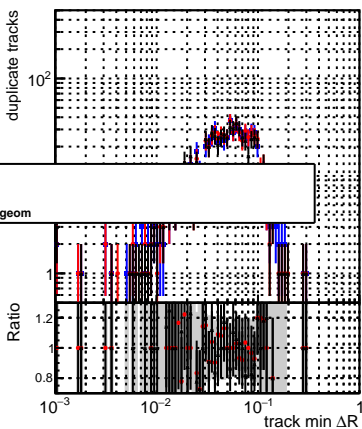 duplicate tracks
10²
geom
1
Ratio
1.2
1
0.8
10⁻³ 10⁻² 10⁻¹ 1
track min ΔR